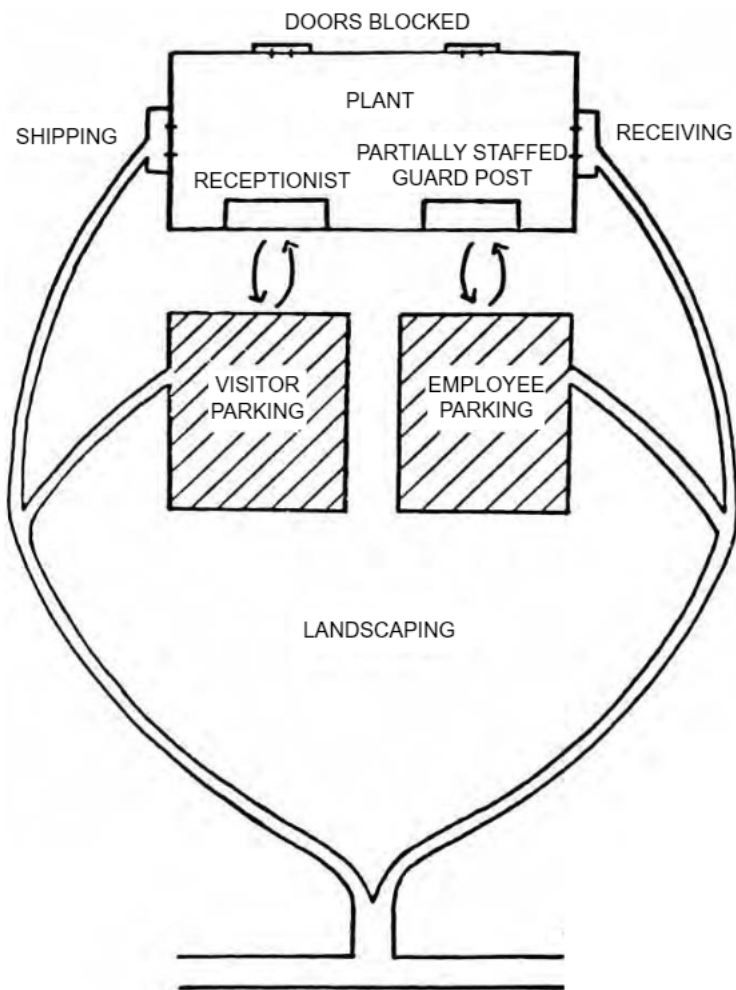 DOORS BLOCKED
PLANT
SHIPPING
RECEIVING
PARTIALLY STAFFED
GUARD POST
RECEPTIONIST
VISITOR
PARKING
EMPLOYEE
PARKING
LANDSCAPING